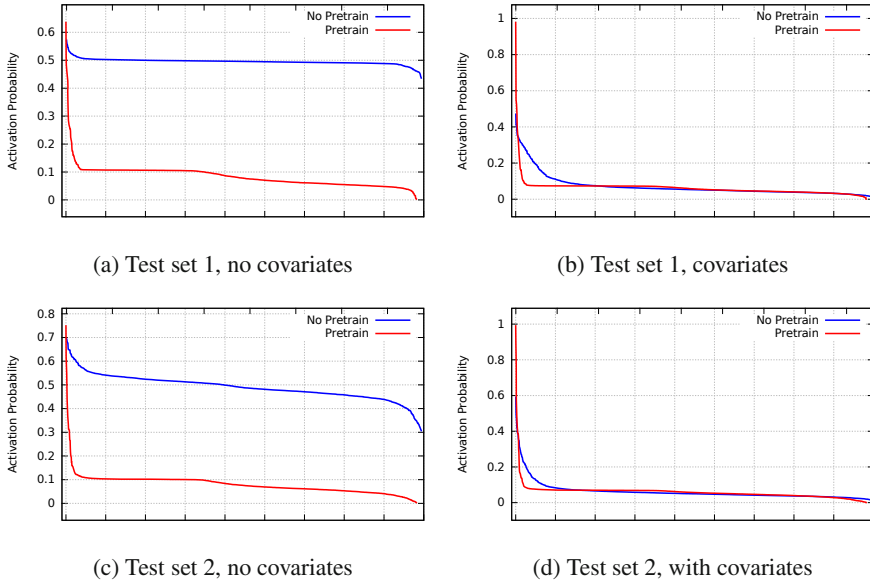 No Pretrain
Pretrain
Activation Probability
0.6
0.5
0.4
0.3
0.2
0.1
0
(a) Test set 1, no covariates
No Pretrain
Pretrain
Activation Probability
1
0.8
0.6
0.4
0.2
0
(b) Test set 1, covariates
No Pretrain
Pretrain
Activation Probability
0.8
0.7
0.6
0.5
0.4
0.3
0.2
0.1
0
(c) Test set 2, no covariates
No Pretrain
Pretrain
Activation Probability
1
0.8
0.6
0.4
0.2
0
(d) Test set 2, with covariates